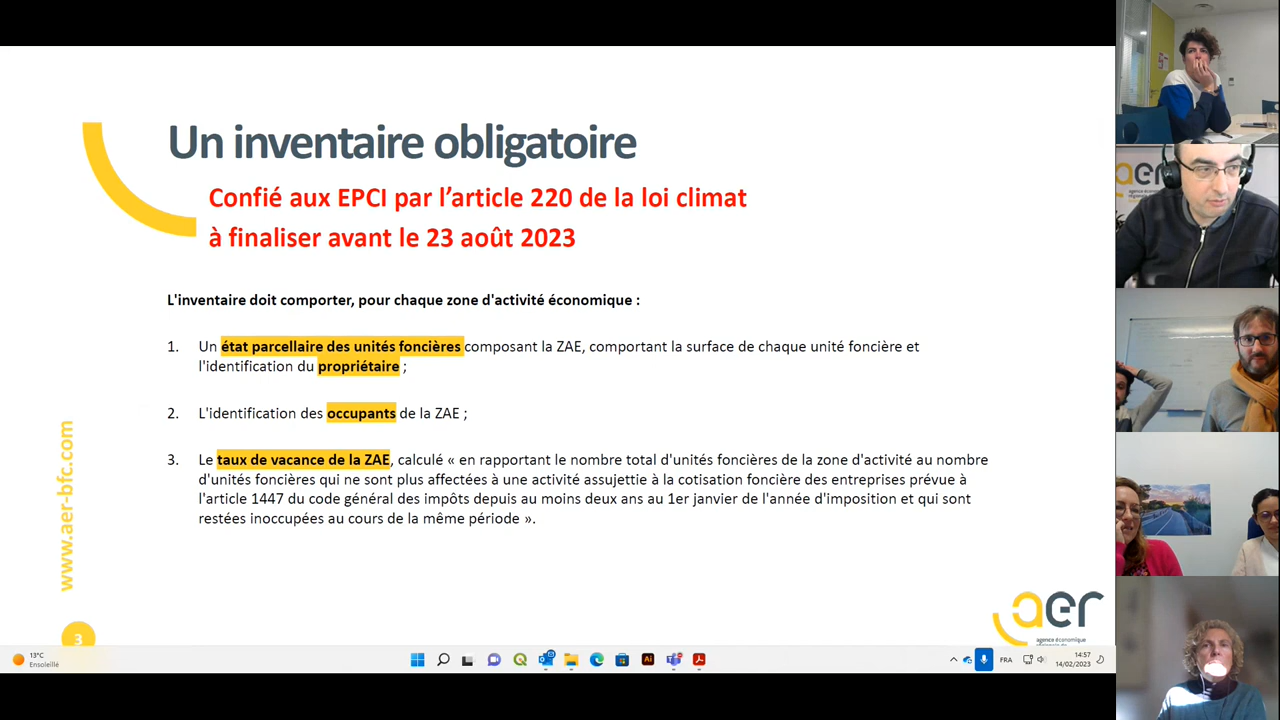 Un inventaire obligatoire
Confié aux EPCI par l’article 220 de la loi climat
à finaliser avant le 23 août 2023
L'inventaire doit comporter, pour chaque zone d'activité économique :
1. Un état parcellaire des unités foncières composant la ZAE, comportant la surface de chaque unité foncière et
l'identification du propriétaire ;
2. L'identification des occupants de la ZAE ;
3. Le taux de vacance de la ZAE, calculé « en rapportant le nombre total d'unités foncières de la zone d'activité au nombre
d'unités foncières qui ne sont plus affectées à une activité assujettie à la cotisation foncière des entreprises prévue à
l'article 1447 du code général des impôts depuis au moins deux ans au 1er janvier de l'année d'imposition et qui sont
restées inoccupées au cours de la même période ».
www.aer-bfc.com
3
aer
agence économique
13°C
Ensoleillé
Ai
FRA
14:57
14/02/2023
aer